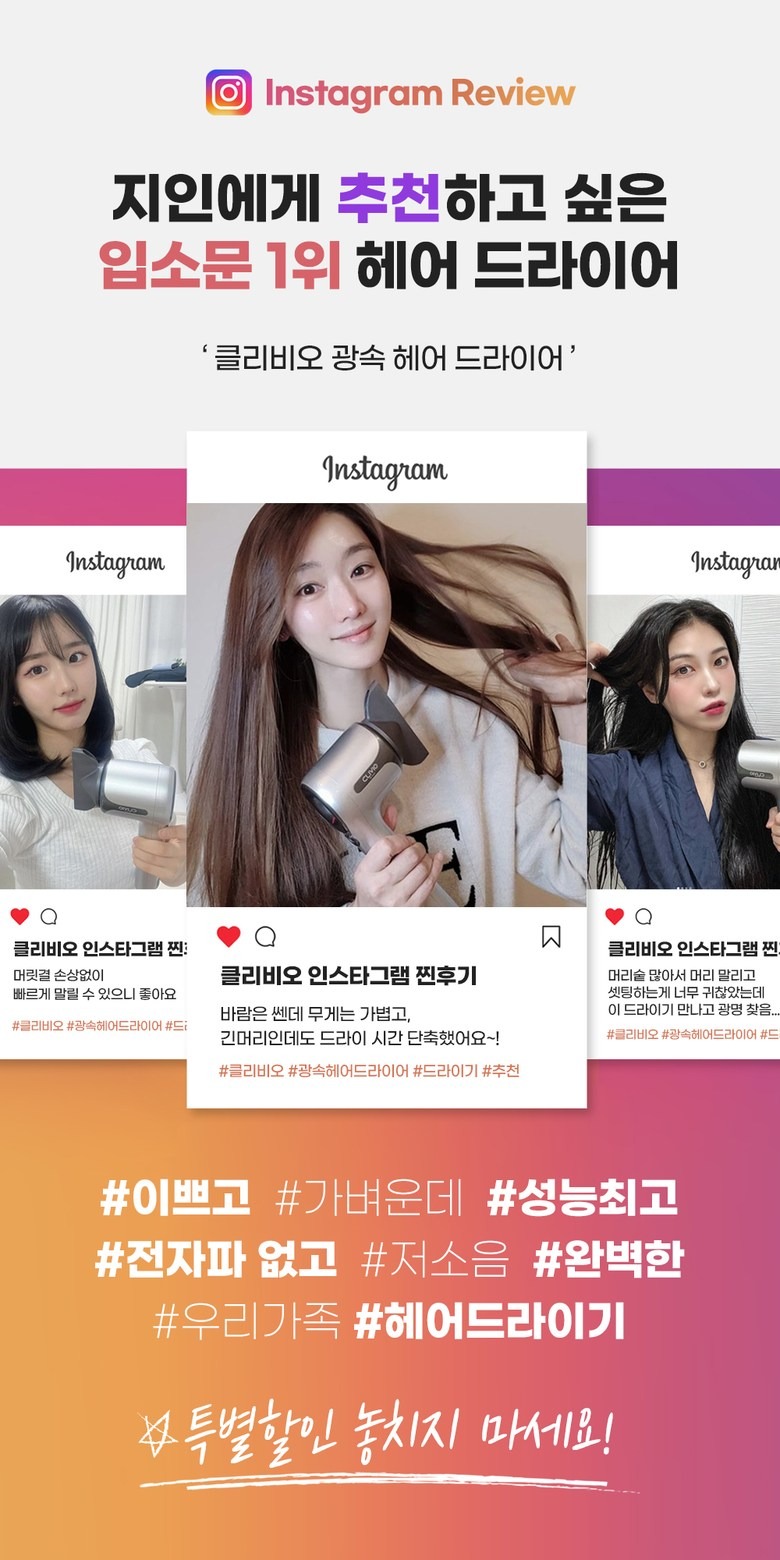 Instagram Review
지인에게 추천하고 싶은
입소문 1위 헤어 드라이어
‘ 클리비오 광속 헤어 드라이어 ’
Instagram
Instagram
클리비오 인스타그램 찐
머릿결 손상없이
빠르게 말릴 수 있으니 좋아요
#클리비오 #광속헤어드라이어
CLIVIO
클리비오 인스타그램 찐후기
바람은 쎈데 무게는 가볍고,
긴머리인데도 드라이 시간 단축했어요~!
#클리비오 #광속헤어드라이어 #드라이기 #추천
Instagram
클리비오 인스타그램 찐
머리숱 많아서 머리 말리고
셋팅하는게 너무 귀찮았는데
이 드라이기 만나고 광명 찾음...
#클리비오 #광속헤어드라이어
#이쁘고 #가벼운데 #성능최고
#전자파 없고 #저소음 #완벽한
#우리가족 #헤어드라이기
특별할인 놓치지 마세요!